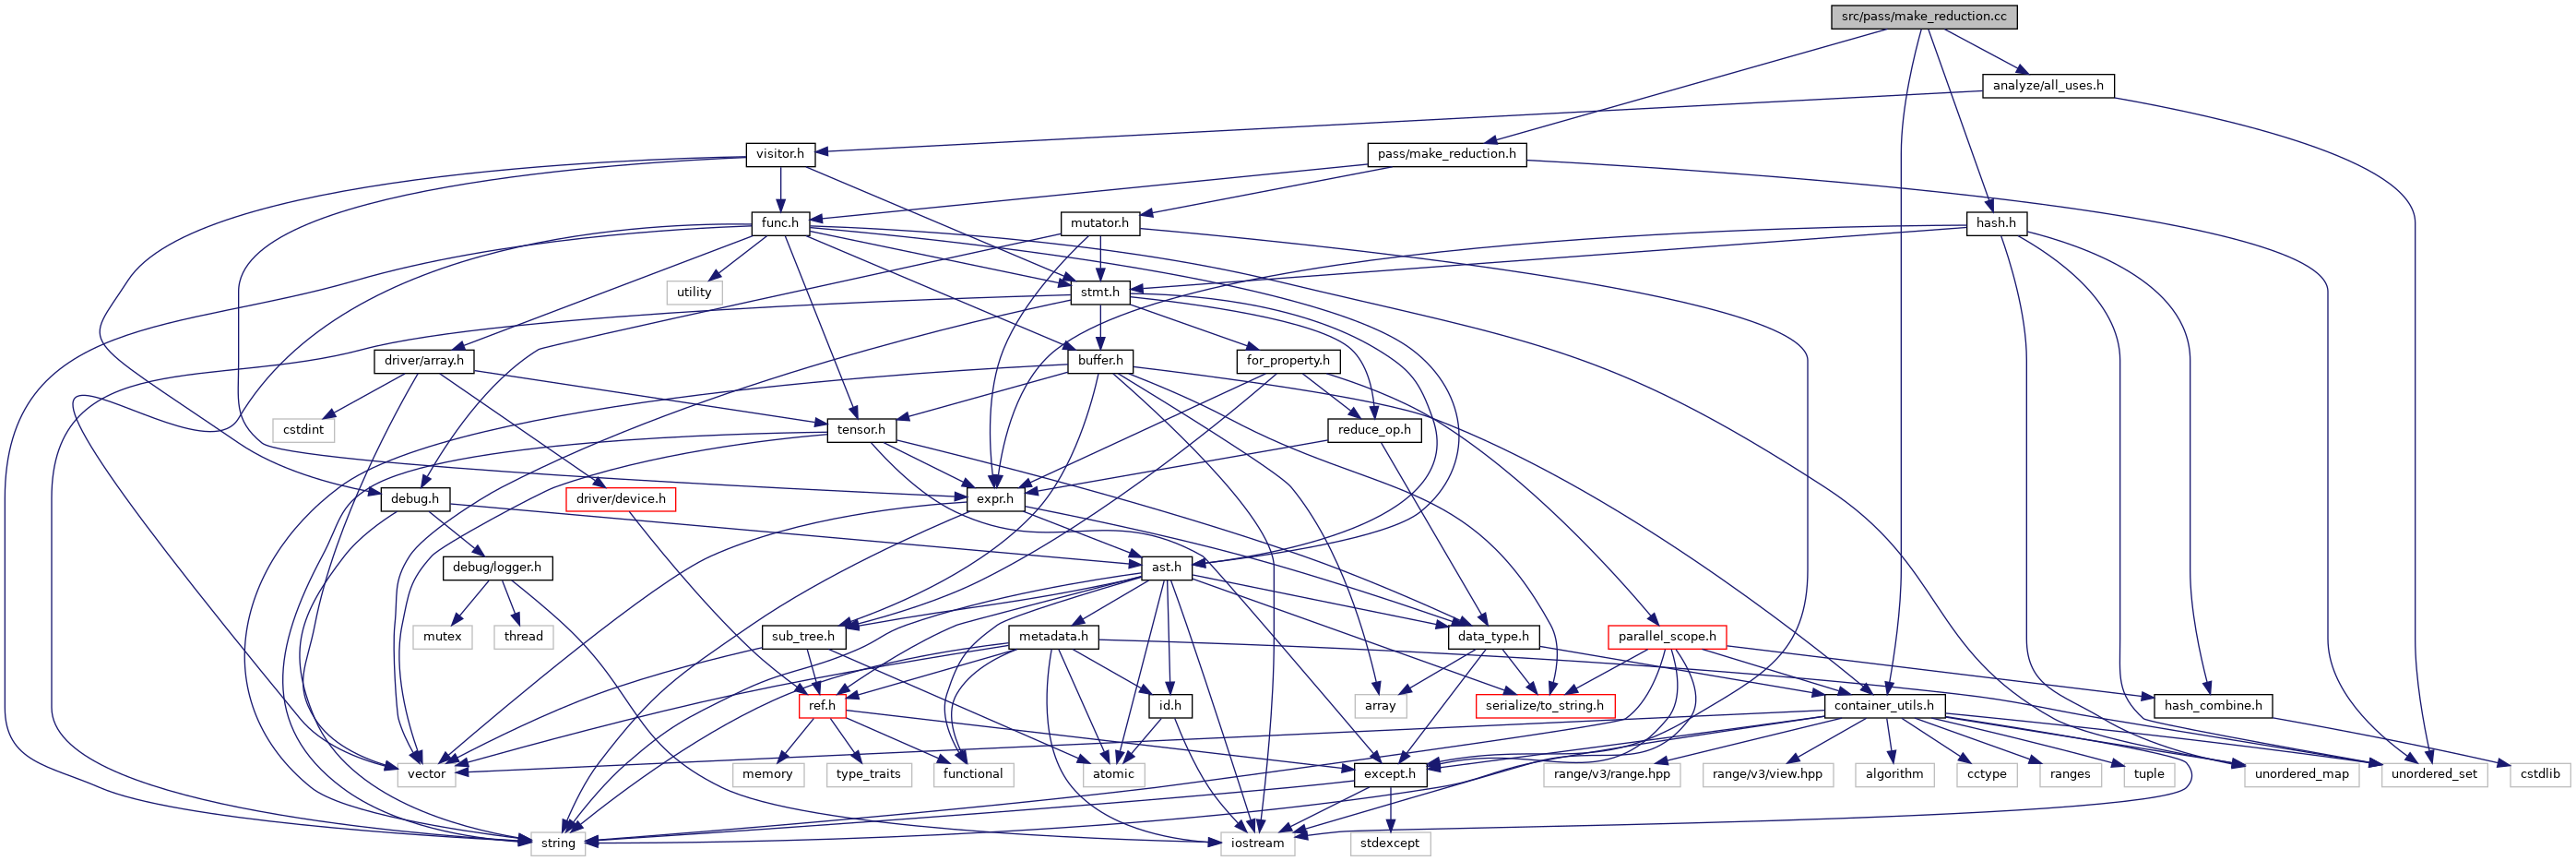 src/pass/make_reduction.cc
analyze/all_uses.h
visitor.h
pass/make_reduction.h
func.h
mutator.h
hash.h
utility
stmt.h
driver/array.h
buffer.h
for_property.h
cstdint
tensor.h
reduce_op.h
debug.h
driver/device.h
expr.h
debug/logger.h
ast.h
mutex
thread
sub_tree.h
metadata.h
data_type.h
parallel_scope.h
ref.h
id.h
array
serialize/to_string.h
container_utils.h
hash_combine.h
vector
memory
type_traits
functional
atomic
except.h
range/v3/range.hpp
range/v3/view.hpp
algorithm
cctype
ranges
tuple
unordered_map
unordered_set
cstdlib
string
iostream
stdexcept